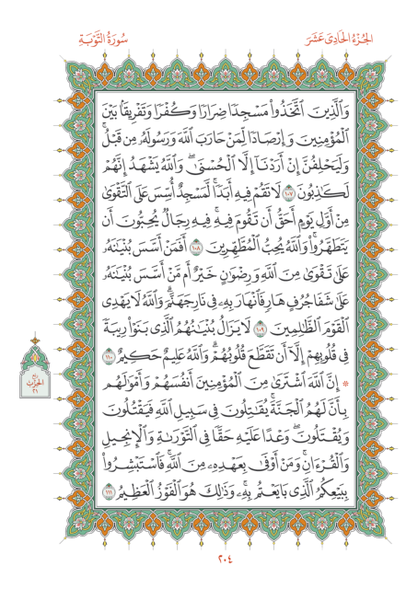 الجُزْءُ الحَادِى عَشَرَ
سُورَةُ التَّوْبَةِ
وَٱلَّذِينَ ٱتَّخَذُوا۟ مَسْجِدًا ضِرَارًا وَكُفْرًا وَتَفْرِيقًۢا بَيْنَ
ٱلْمُؤْمِنِينَ وَإِرْصَادًا لِّمَنْ حَارَبَ ٱللَّهَ وَرَسُولَهُۥ مِن قَبْلُ ۚ
وَلَيَحْلِفُنَّ إِنْ أَرَدْنَآ إِلَّا ٱلْحُسْنَىٰ ۖ وَٱللَّهُ يَشْهَدُ إِنَّهُمْ
لَكَـٰذِبُونَ ١٠٧ لَا تَقُمْ فِيهِ أَبَدًا ۚ لَّمَسْجِدٌ أُسِّسَ عَلَى ٱلتَّقْوَىٰ
مِنْ أَوَّلِ يَوْمٍ أَحَقُّ أَن تَقُومَ فِيهِ ۚ فِيهِ رِجَالٌ يُحِبُّونَ أَن
يَتَطَهَّرُوا۟ ۚ وَٱللَّهُ يُحِبُّ ٱلْمُطَّهِّرِينَ ١٠٨ أَفَمَنْ أَسَّسَ بُنْيَـٰنَهُۥ
عَلَىٰ تَقْوَىٰ مِنَ ٱللَّهِ وَرِضْوَٰنٍ خَيْرٌ أَم مَّنْ أَسَّسَ بُنْيَـٰنَهُۥ
عَلَىٰ شَفَا جُرُفٍ هَارٍ فَٱنْهَارَ بِهِۦ فِى نَارِ جَهَنَّمَ ۗ وَٱللَّهُ لَا يَهْدِى
ٱلْقَوْمَ ٱلظَّـٰلِمِينَ ١٠٩ لَا يَزَالُ بُنْيَـٰنُهُمُ ٱلَّذِى بَنَوْا۟ رِيبَةً
فِى قُلُوبِهِمْ إِلَّآ أَن تَقَطَّعَ قُلُوبُهُمْ ۗ وَٱللَّهُ عَلِيمٌ حَكِيمٌ ١١٠
۞ إِنَّ ٱللَّهَ ٱشْتَرَىٰ مِنَ ٱلْمُؤْمِنِينَ أَنفُسَهُمْ وَأَمْوَٰلَهُم
بِأَنَّ لَهُمُ ٱلْجَنَّةَ ۚ يُقَـٰتِلُونَ فِى سَبِيلِ ٱللَّهِ فَيَقْتُلُونَ
وَيُقْتَلُونَ ۖ وَعْدًا عَلَيْهِ حَقًّا فِى ٱلتَّوْرَىٰةِ وَٱلْإِنجِيلِ
وَٱلْقُرْءَانِ ۚ وَمَنْ أَوْفَىٰ بِعَهْدِهِۦ مِنَ ٱللَّهِ ۚ فَٱسْتَبْشِرُوا۟
بِبَيْعِكُمُ ٱلَّذِى بَايَعْتُم بِهِۦ ۚ وَذَٰلِكَ هُوَ ٱلْفَوْزُ ٱلْعَظِيمُ ١١١
٢٠٤